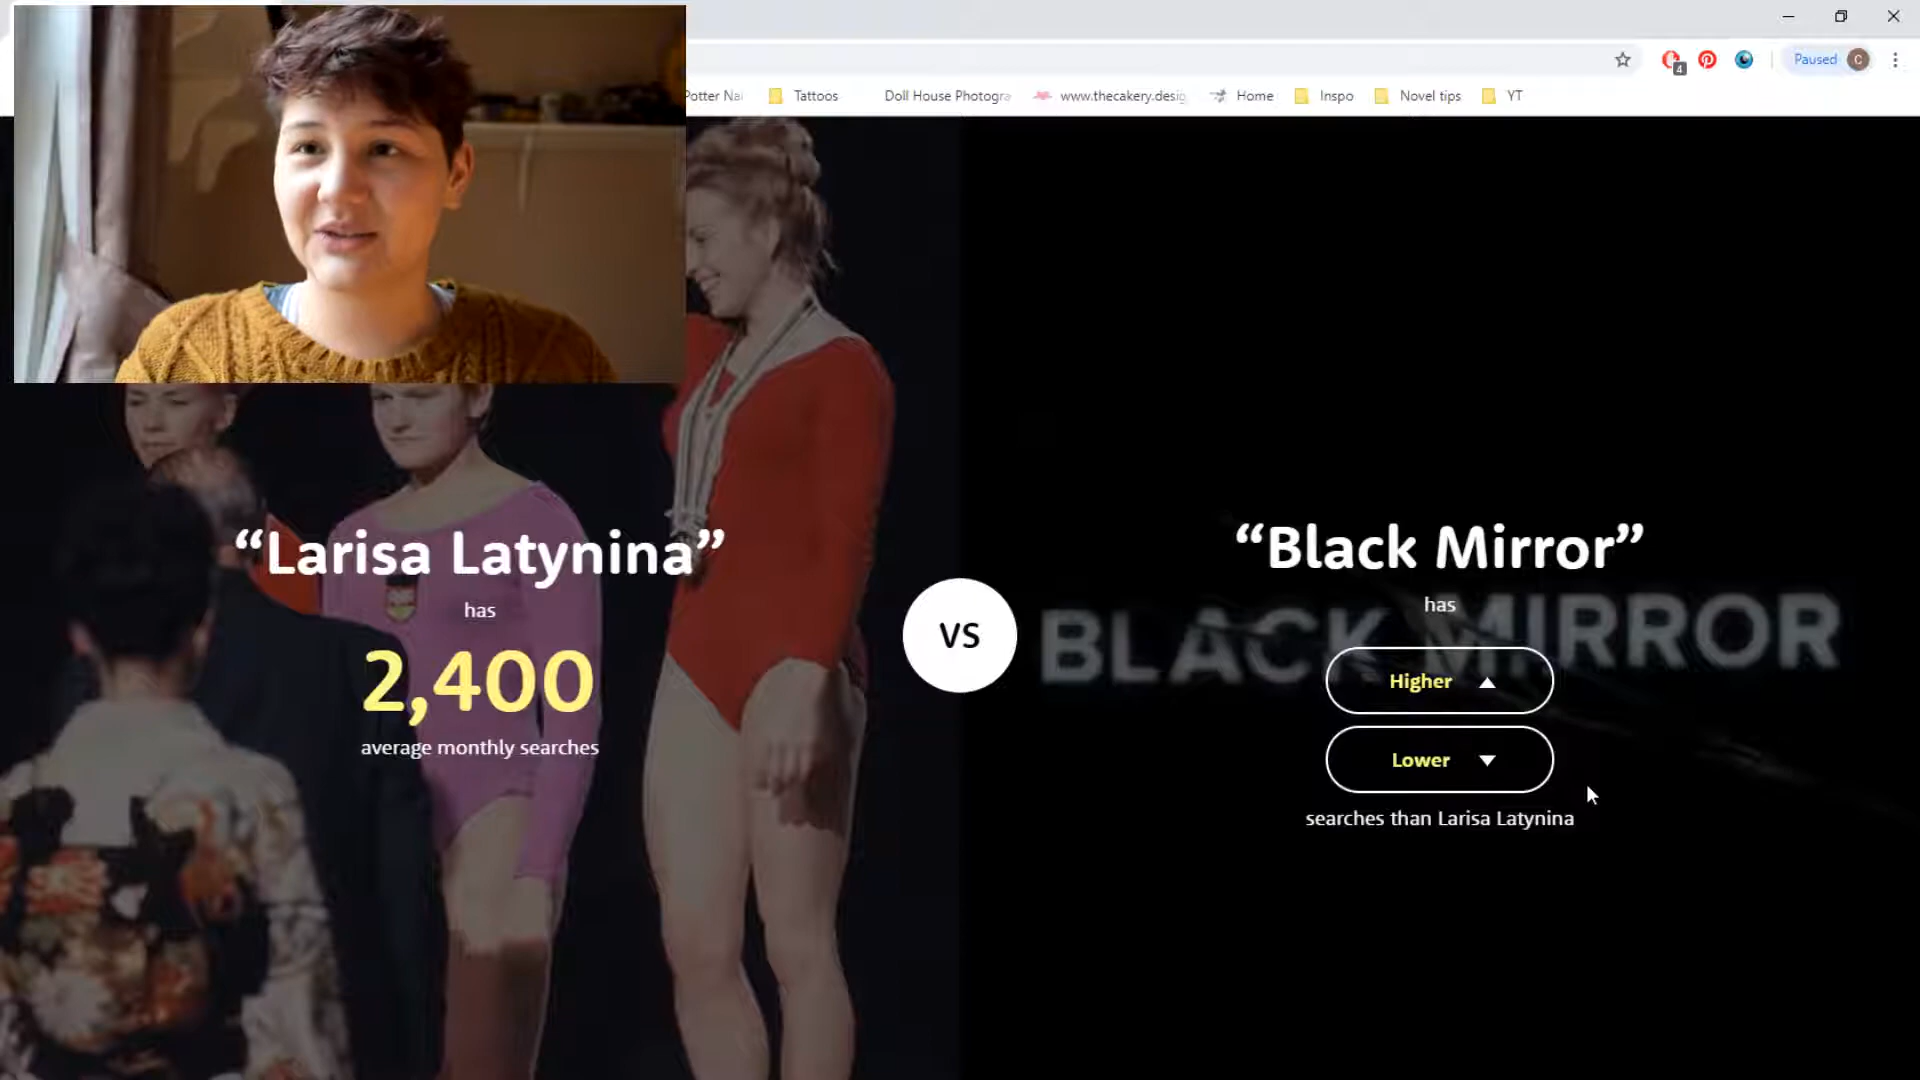 4
Paused
C
Potter Nai
Tattoos
Doll House Photogra
www.thecakery.desig
Home
Inspo
Novel tips
YT
“Larisa Latynina”
has
2,400
average monthly searches
VS
BLACK MIRROR
“Black Mirror”
has
Higher ▲
Lower ▼
searches than Larisa Latynina